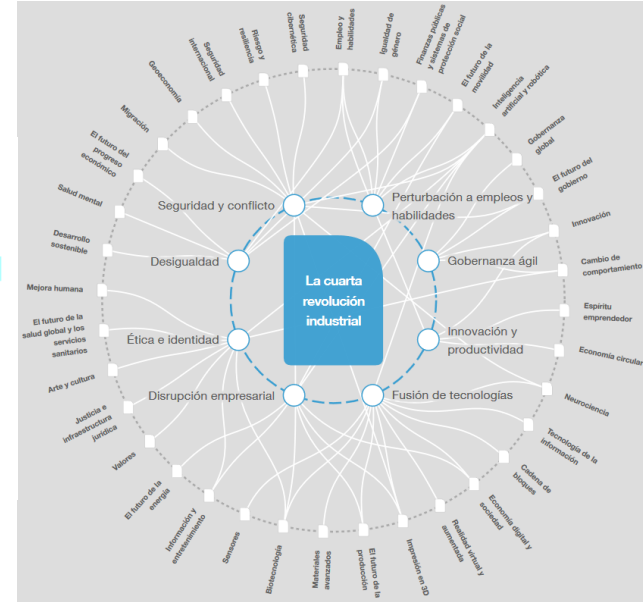 La cuarta
revolución
industrial
Seguridad y conflicto
Perturbación a empleos y
habilidades
Desigualdad
Gobernanza ágil
Ética e identidad
Innovación y
productividad
Disrupción empresarial
Fusión de tecnologías
Empleo y
habilidades
Igualdad de
género
Finanzas públicas
y sistemas de
protección social
El futuro de la
movilidad
Inteligencia
artificial y robótica
Gobernanza
global
El futuro del
gobierno
Innovación
Cambio de
comportamiento
Espíritu
emprendedor
Economía circular
Neurociencia
Tecnología de la
información
Cadena de
bloques
Economía digital y
sociedad
Realidad virtual y
aumentada
Impresión en 3D
El futuro de la
producción
Materiales
avanzados
Biotecnología
Sensores
Información y
entretenimiento
El futuro de la
energía
Valores
Justicia e
infraestructura
jurídica
Arte y cultura
El futuro de la
salud global y los
servicios
sanitarios
Mejora humana
Desarrollo
sostenible
Salud mental
El futuro del
progreso
económico
Migración
Geoeconomía
Seguridad
internacional
Riesgo y
resiliencia
Seguridad
cibernética